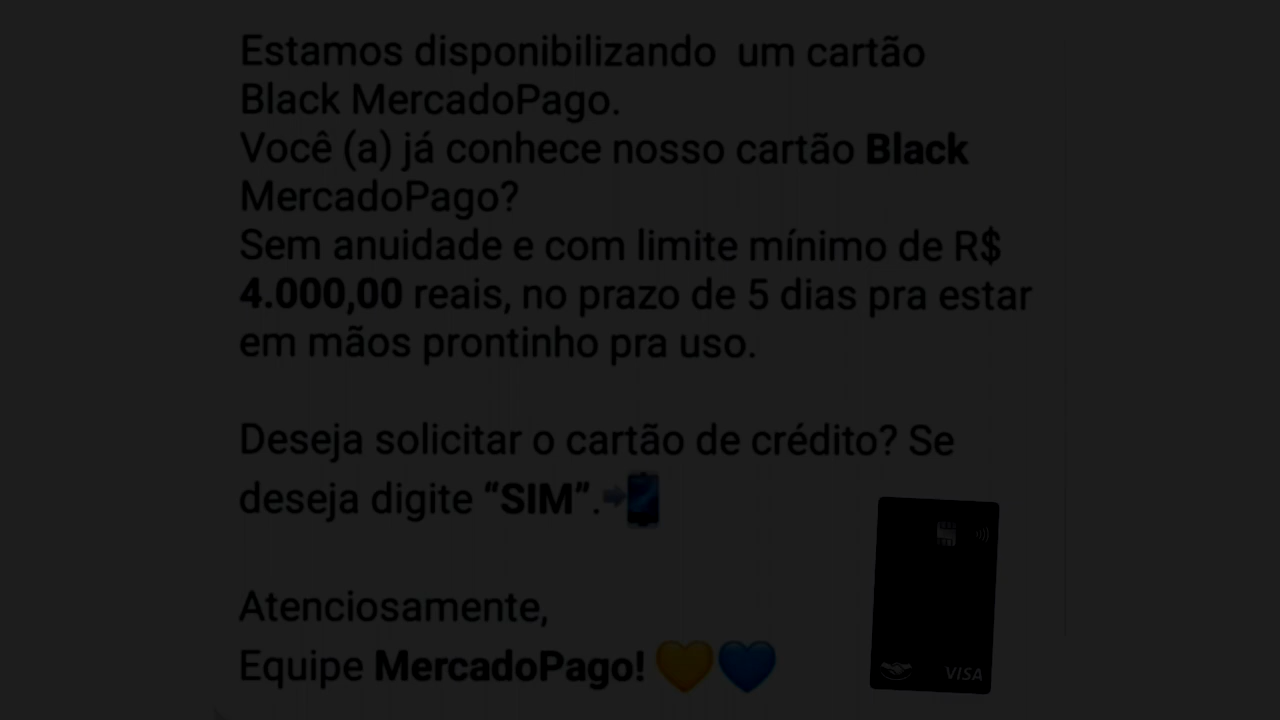 Estamos disponibilizando um cartão
Black MercadoPago.
Você (a) já conhece nosso cartão Black
MercadoPago?
Sem anuidade e com limite mínimo de R$
4.000,00 reais, no prazo de 5 dias pra estar
em mãos prontinho pra uso.
Deseja solicitar o cartão de crédito? Se
deseja digite “SIM”.
Atenciosamente,
Equipe MercadoPago!
VISA